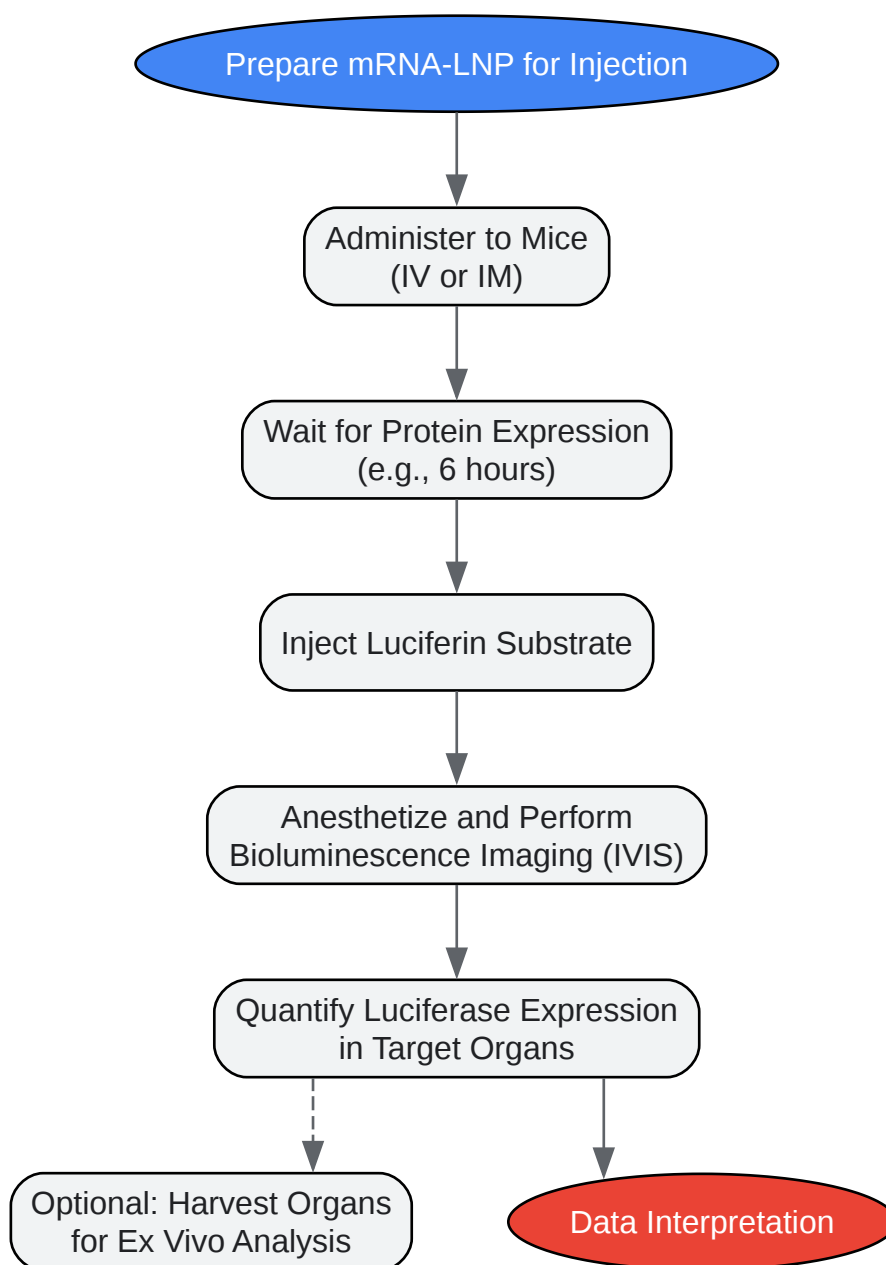 Prepare mRNA-LNP for Injection
Administer to Mice
(IV or IM)
Wait for Protein Expression
(e.g., 6 hours)
Inject Luciferin Substrate
Anesthetize and Perform
Bioluminescence Imaging (IVIS)
Quantify Luciferase Expression
in Target Organs
Optional: Harvest Organs
for Ex Vivo Analysis
Data Interpretation